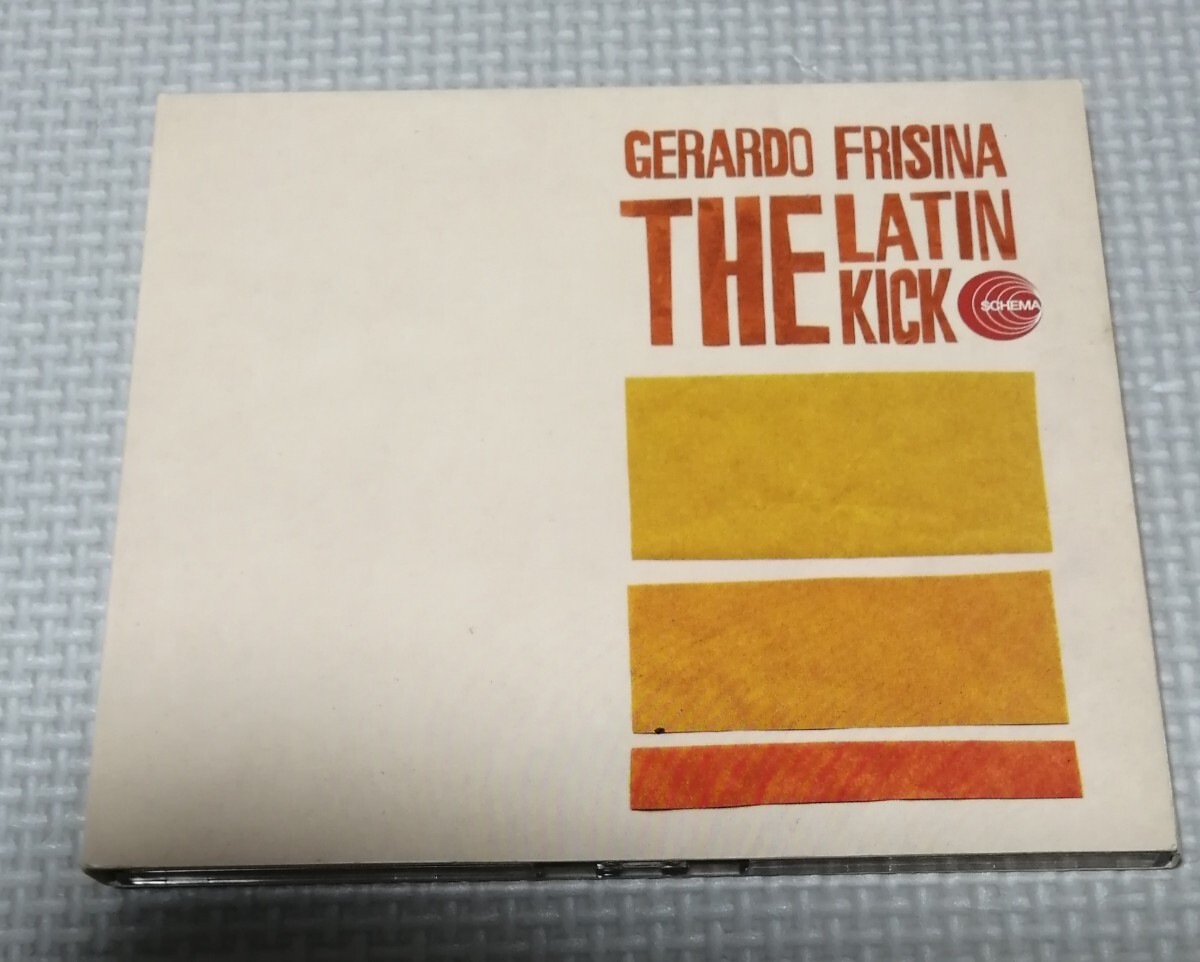 GERARDO FRISINA
THE LATIN
KICK
SCHEMA